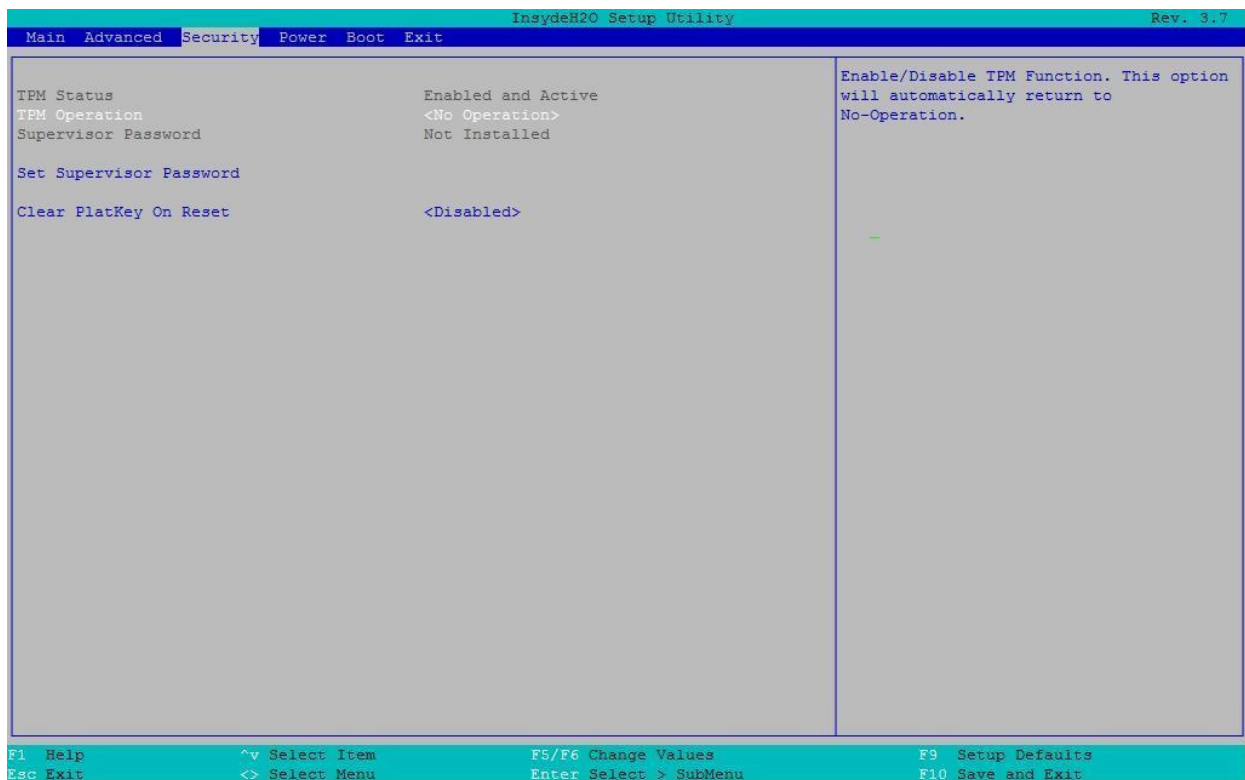 InsydeH20 Setup Utility Rev. 3.7
Main Advanced Security Power Boot Exit
TPM Status Enabled and Active
TPM Operation <No Operation>
Supervisor Password Not Installed
Set Supervisor Password
Clear PlatKey On Reset <Disabled>
Enable/Disable TPM Function. This option
will automatically return to
No-Operation.
F1 Help ^v Select Item F5/F6 Change Values F9 Setup Defaults
Esc Exit <> Select Menu Enter Select > SubMenu F10 Save and Exit